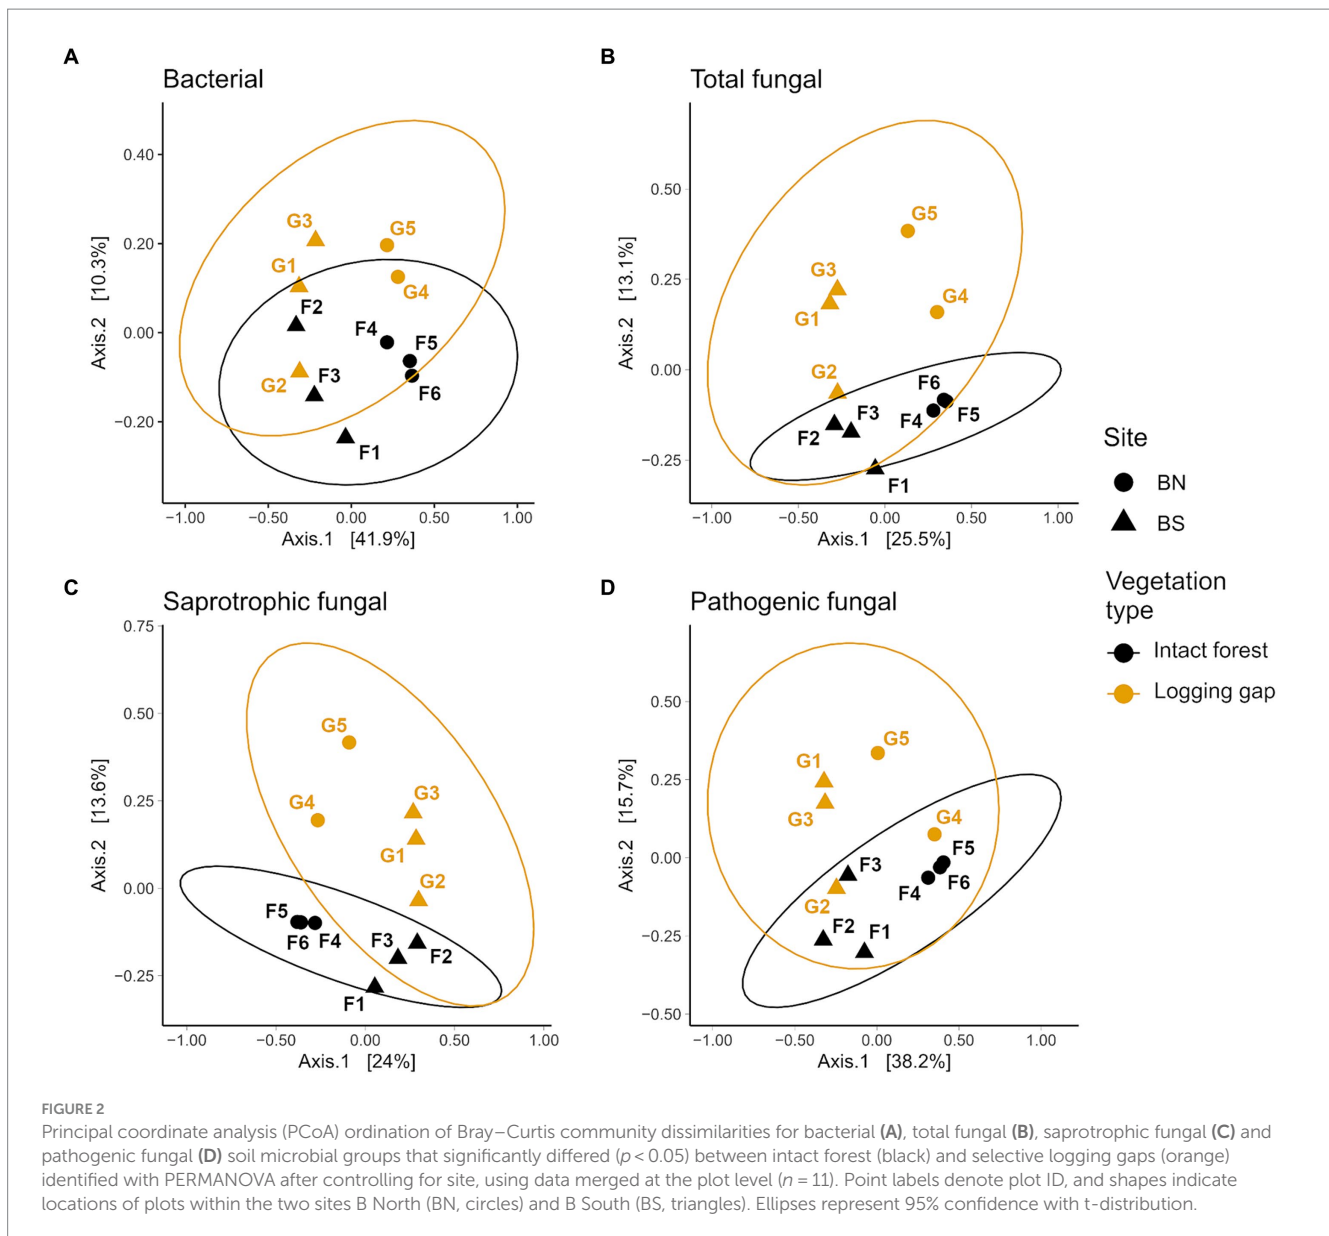 A
Bacterial
0.40
0.20
0.00
−0.20
Axis.2 [10.3%]
G3
G5
G1
G4
F2
F4
F5
G2
F3
F6
F1
−1.00 −0.50 0.00 0.50 1.00
Axis.1 [41.9%]
B
Total fungal
0.50
0.25
0.00
−0.25
Axis.2 [13.1%]
G5
G3
G1
G4
G2
F6
F3
F2
F4
F5
F1
−1.00 −0.50 0.00 0.50 1.00
Axis.1 [25.5%]
Site
BN
BS
Vegetation
type
Intact forest
Logging gap
C
Saprotrophic fungal
0.75
0.50
0.25
0.00
−0.25
Axis.2 [13.6%]
G5
G4
G3
G1
G2
F5
F6
F4
F3
F2
F1
−1.00 −0.50 0.00 0.50 1.00
Axis.1 [24%]
D
Pathogenic fungal
0.50
0.25
0.00
−0.25
−0.50
Axis.2 [15.7%]
G5
G1
G3
G4
F5
F3
F6
F4
G2
F2
F1
−1.00 −0.50 0.00 0.50 1.00
Axis.1 [38.2%]
FIGURE 2
Principal coordinate analysis (PCoA) ordination of Bray–Curtis community dissimilarities for bacterial (A), total fungal (B), saprotrophic fungal (C) and
pathogenic fungal (D) soil microbial groups that significantly differed (p < 0.05) between intact forest (black) and selective logging gaps (orange)
identified with PERMANOVA after controlling for site, using data merged at the plot level (n = 11). Point labels denote plot ID, and shapes indicate
locations of plots within the two sites B North (BN, circles) and B South (BS, triangles). Ellipses represent 95% confidence with t-distribution.